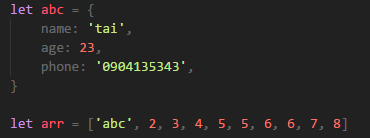 let abc = {
    name: 'tai',
    age: 23,
    phone: '0904135343',
}
let arr = ['abc', 2, 3, 4, 5, 5, 6, 6, 7, 8]